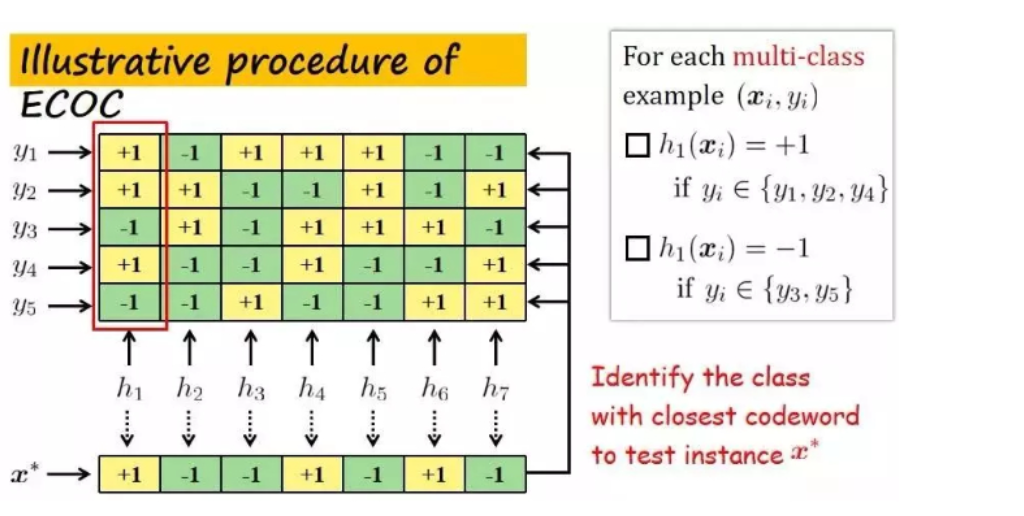 Illustrative procedure of
ECOC
y₁ +1 -1 +1 +1 +1 -1 -1
y₂ +1 +1 -1 -1 +1 -1 +1
y₃ -1 +1 -1 +1 +1 +1 -1
y₄ +1 -1 -1 +1 -1 -1 +1
y₅ -1 -1 +1 -1 -1 +1 +1
h₁ h₂ h₃ h₄ h₅ h₆ h₇
x* +1 -1 -1 +1 -1 +1 -1
For each multi-class
example (xᵢ, yᵢ)
h₁(xᵢ) = +1
if yᵢ ∈ {y₁, y₂, y₄}
h₁(xᵢ) = −1
if yᵢ ∈ {y₃, y₅}
Identify the class
with closest codeword
to test instance x*